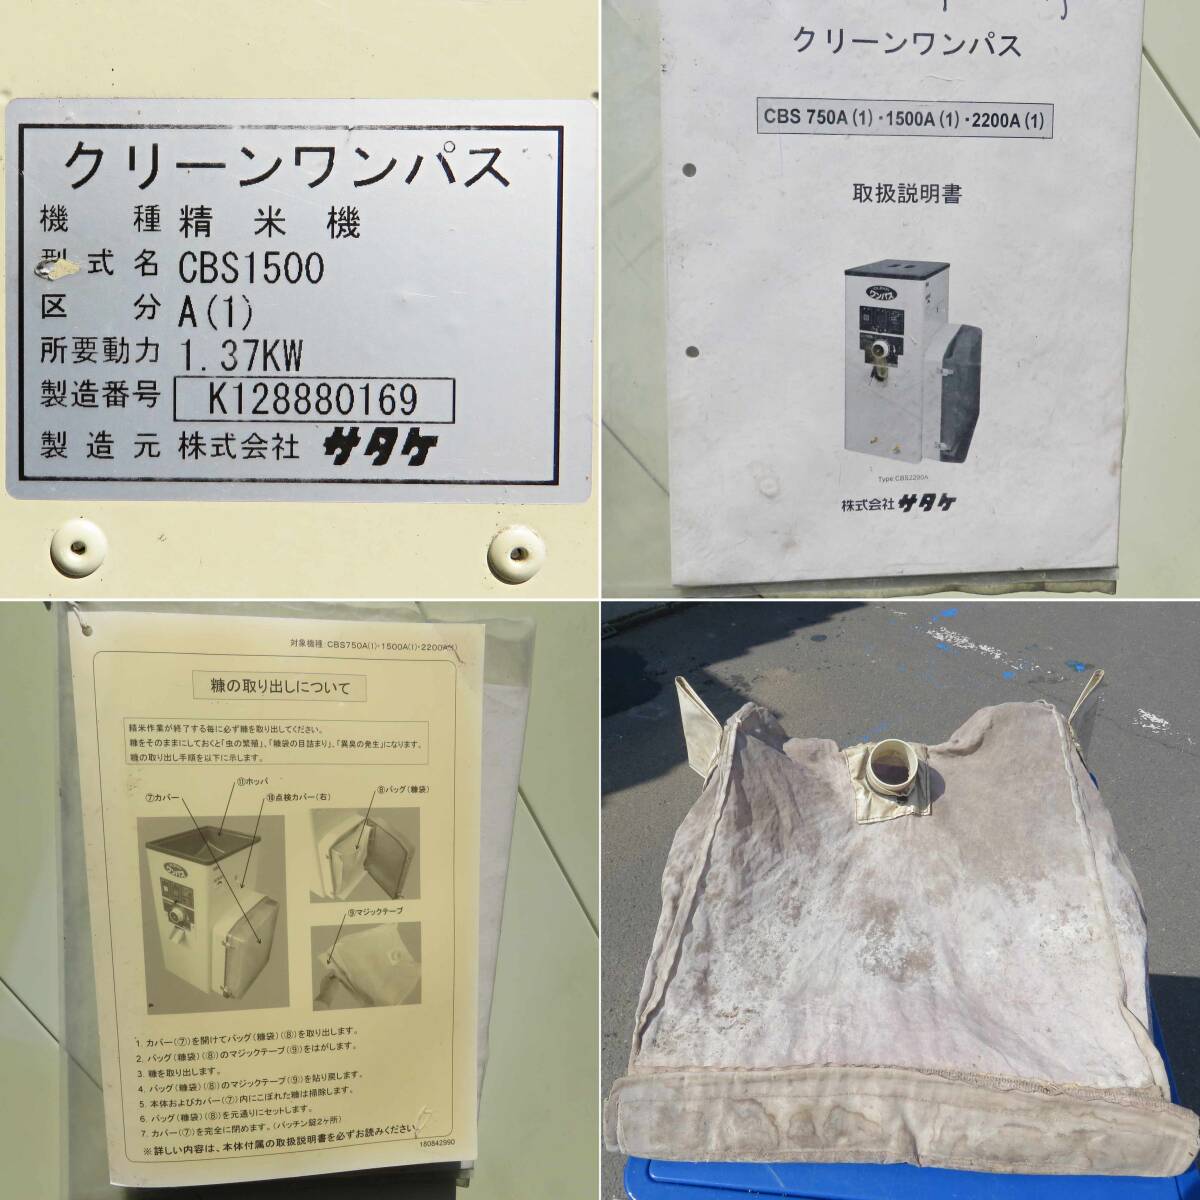 クリーンワンパス
機種 精米機
型式名 CBS1500
区分 A(1)
所要動力 1.37KW
製造番号 K128880169
製造元 株式会社 サタケ
クリーンワンパス
CBS 750A(1)・1500A(1)・2200A(1)
取扱説明書
ワンパス
Type:CBS2200A
株式会社 サタケ
対象機種:CBS750A(1)・1500A(1)・2200A(1)
糠の取り出しについて
精米作業が終了する毎に必ず糠を取り出してください。
糠をそのままにしておくと「虫の繁殖」、「糠袋の目詰まり」、「異臭の発生」になります。
糠の取り出し手順を以下に示します。
⑪ホッパ
⑦カバー
⑩点検カバー(右)
⑧バッグ(糠袋)
ワンパス
⑨マジックテープ
1. カバー(⑦)を開けてバッグ(糠袋)(⑧)を取り出します。
2. バッグ(糠袋)(⑧)のマジックテープ(⑨)をはがします。
3. 糠を取り出します。
4. バッグ(糠袋)(⑧)のマジックテープ(⑨)を貼り戻します。
5. 本体およびカバー(⑦)内にこぼれた糠は掃除します。
6. バッグ(糠袋)(⑧)を元通りにセットします。
7. カバー(⑦)を完全に閉めます。(パッチン錠2ヶ所)
※詳しい内容は、本体付属の取扱説明書を必ずお読みください。
180842990